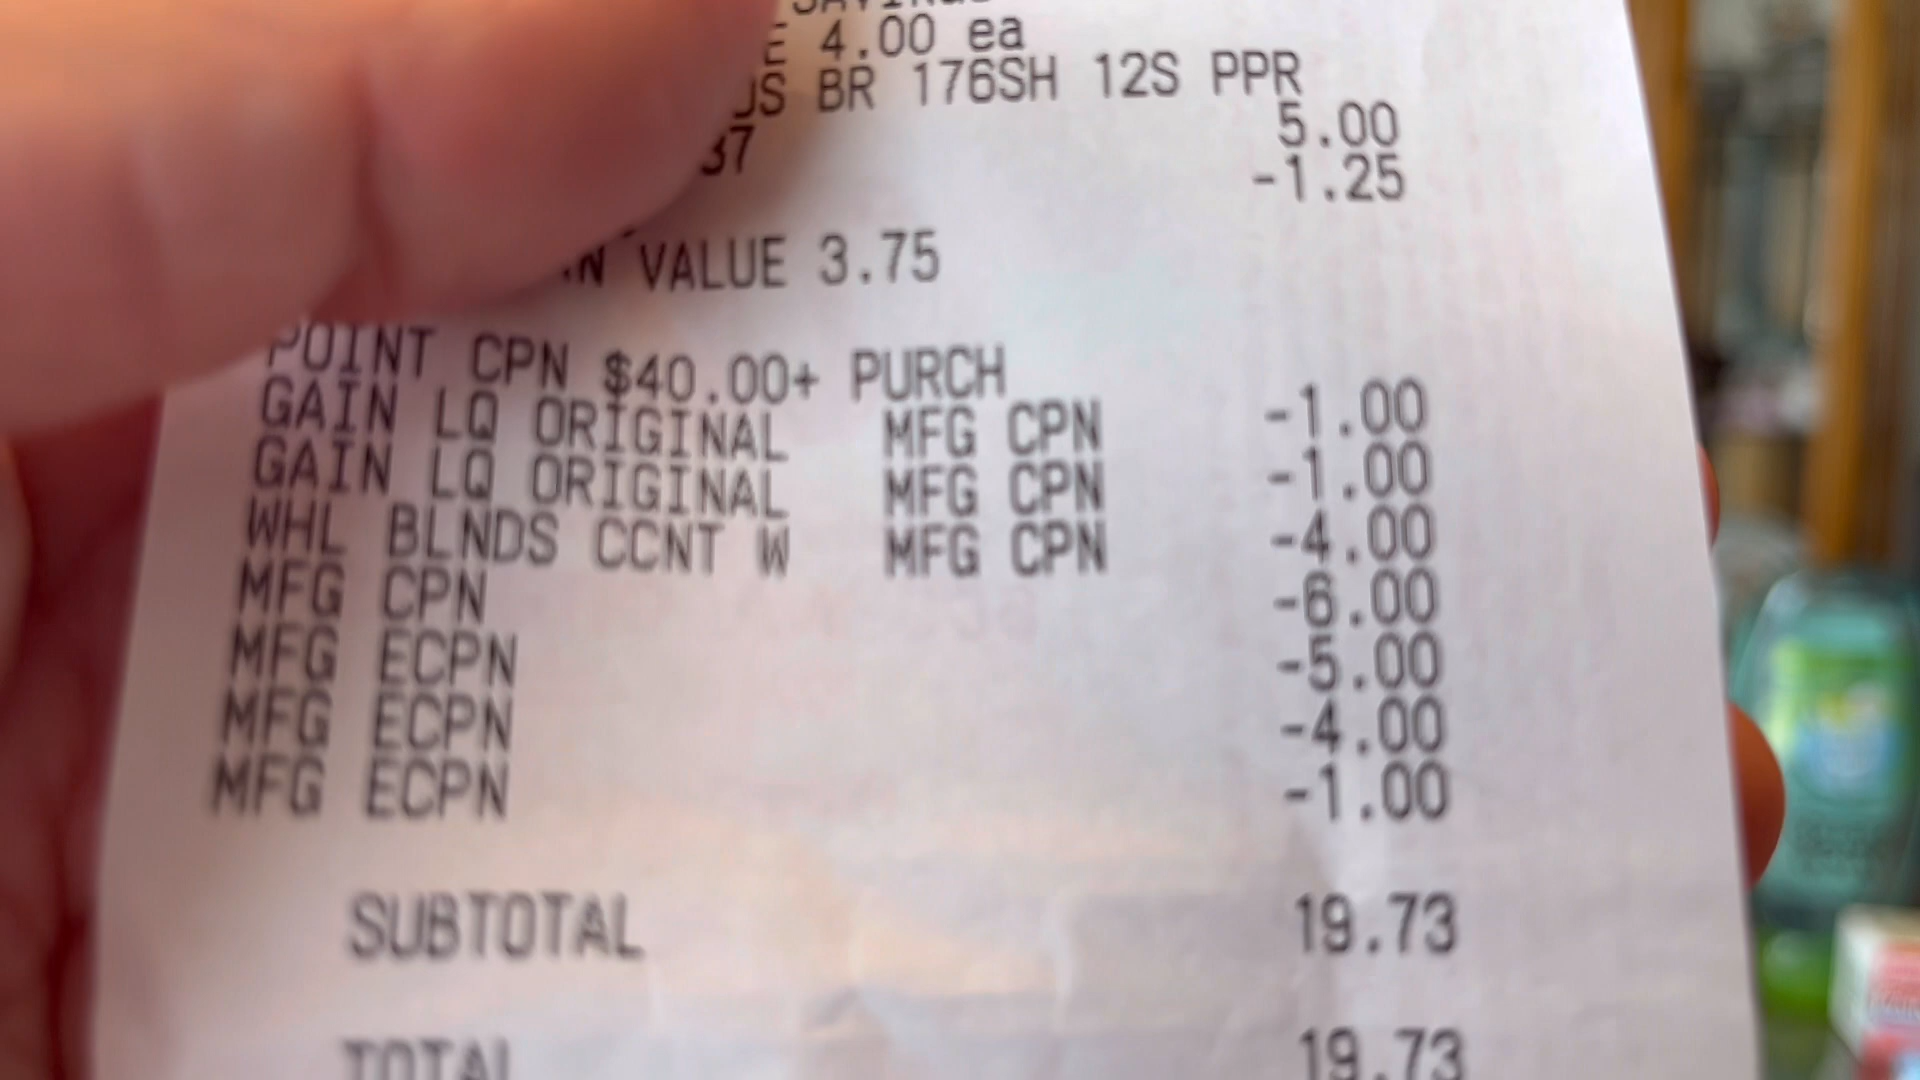 4.00 ea
BR 176SH 12S PPR
5.00
37 -1.25
VALUE 3.75
POINT CPN $40.00+ PURCH
GAIN LQ ORIGINAL MFG CPN -1.00
GAIN LQ ORIGINAL MFG CPN -1.00
WHL BLNDS CCNT W MFG CPN -4.00
MFG CPN -6.00
MFG ECPN -5.00
MFG ECPN -4.00
MFG ECPN -1.00
SUBTOTAL 19.73
TOTAL 19.73